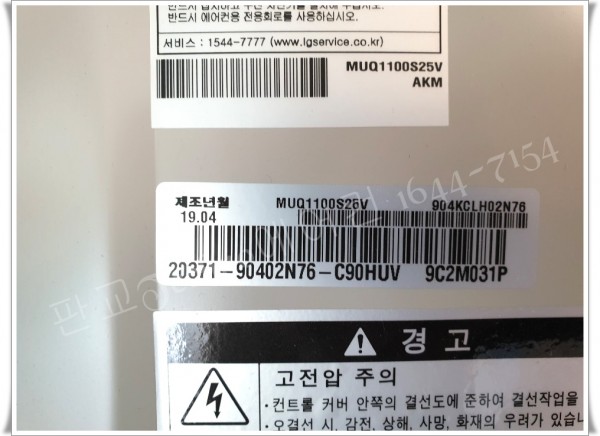 반드시 에어컨용 전용회로를 사용하십시오.
서비스 : 1544-7777 (www.lgservice.co.kr)
MUQ1100S25V
AKM
제조년월 MUQ1100S25V 904KCLH02N76
19.04
20371-90402N76-C90HUV 9C2M031P
1644-7154
경고
고전압 주의
·컨트롤 커버 안쪽의 결선도에 준하여 결선작업을
·오결선 시, 감전, 상해, 사망, 화재의 우려가 있습니